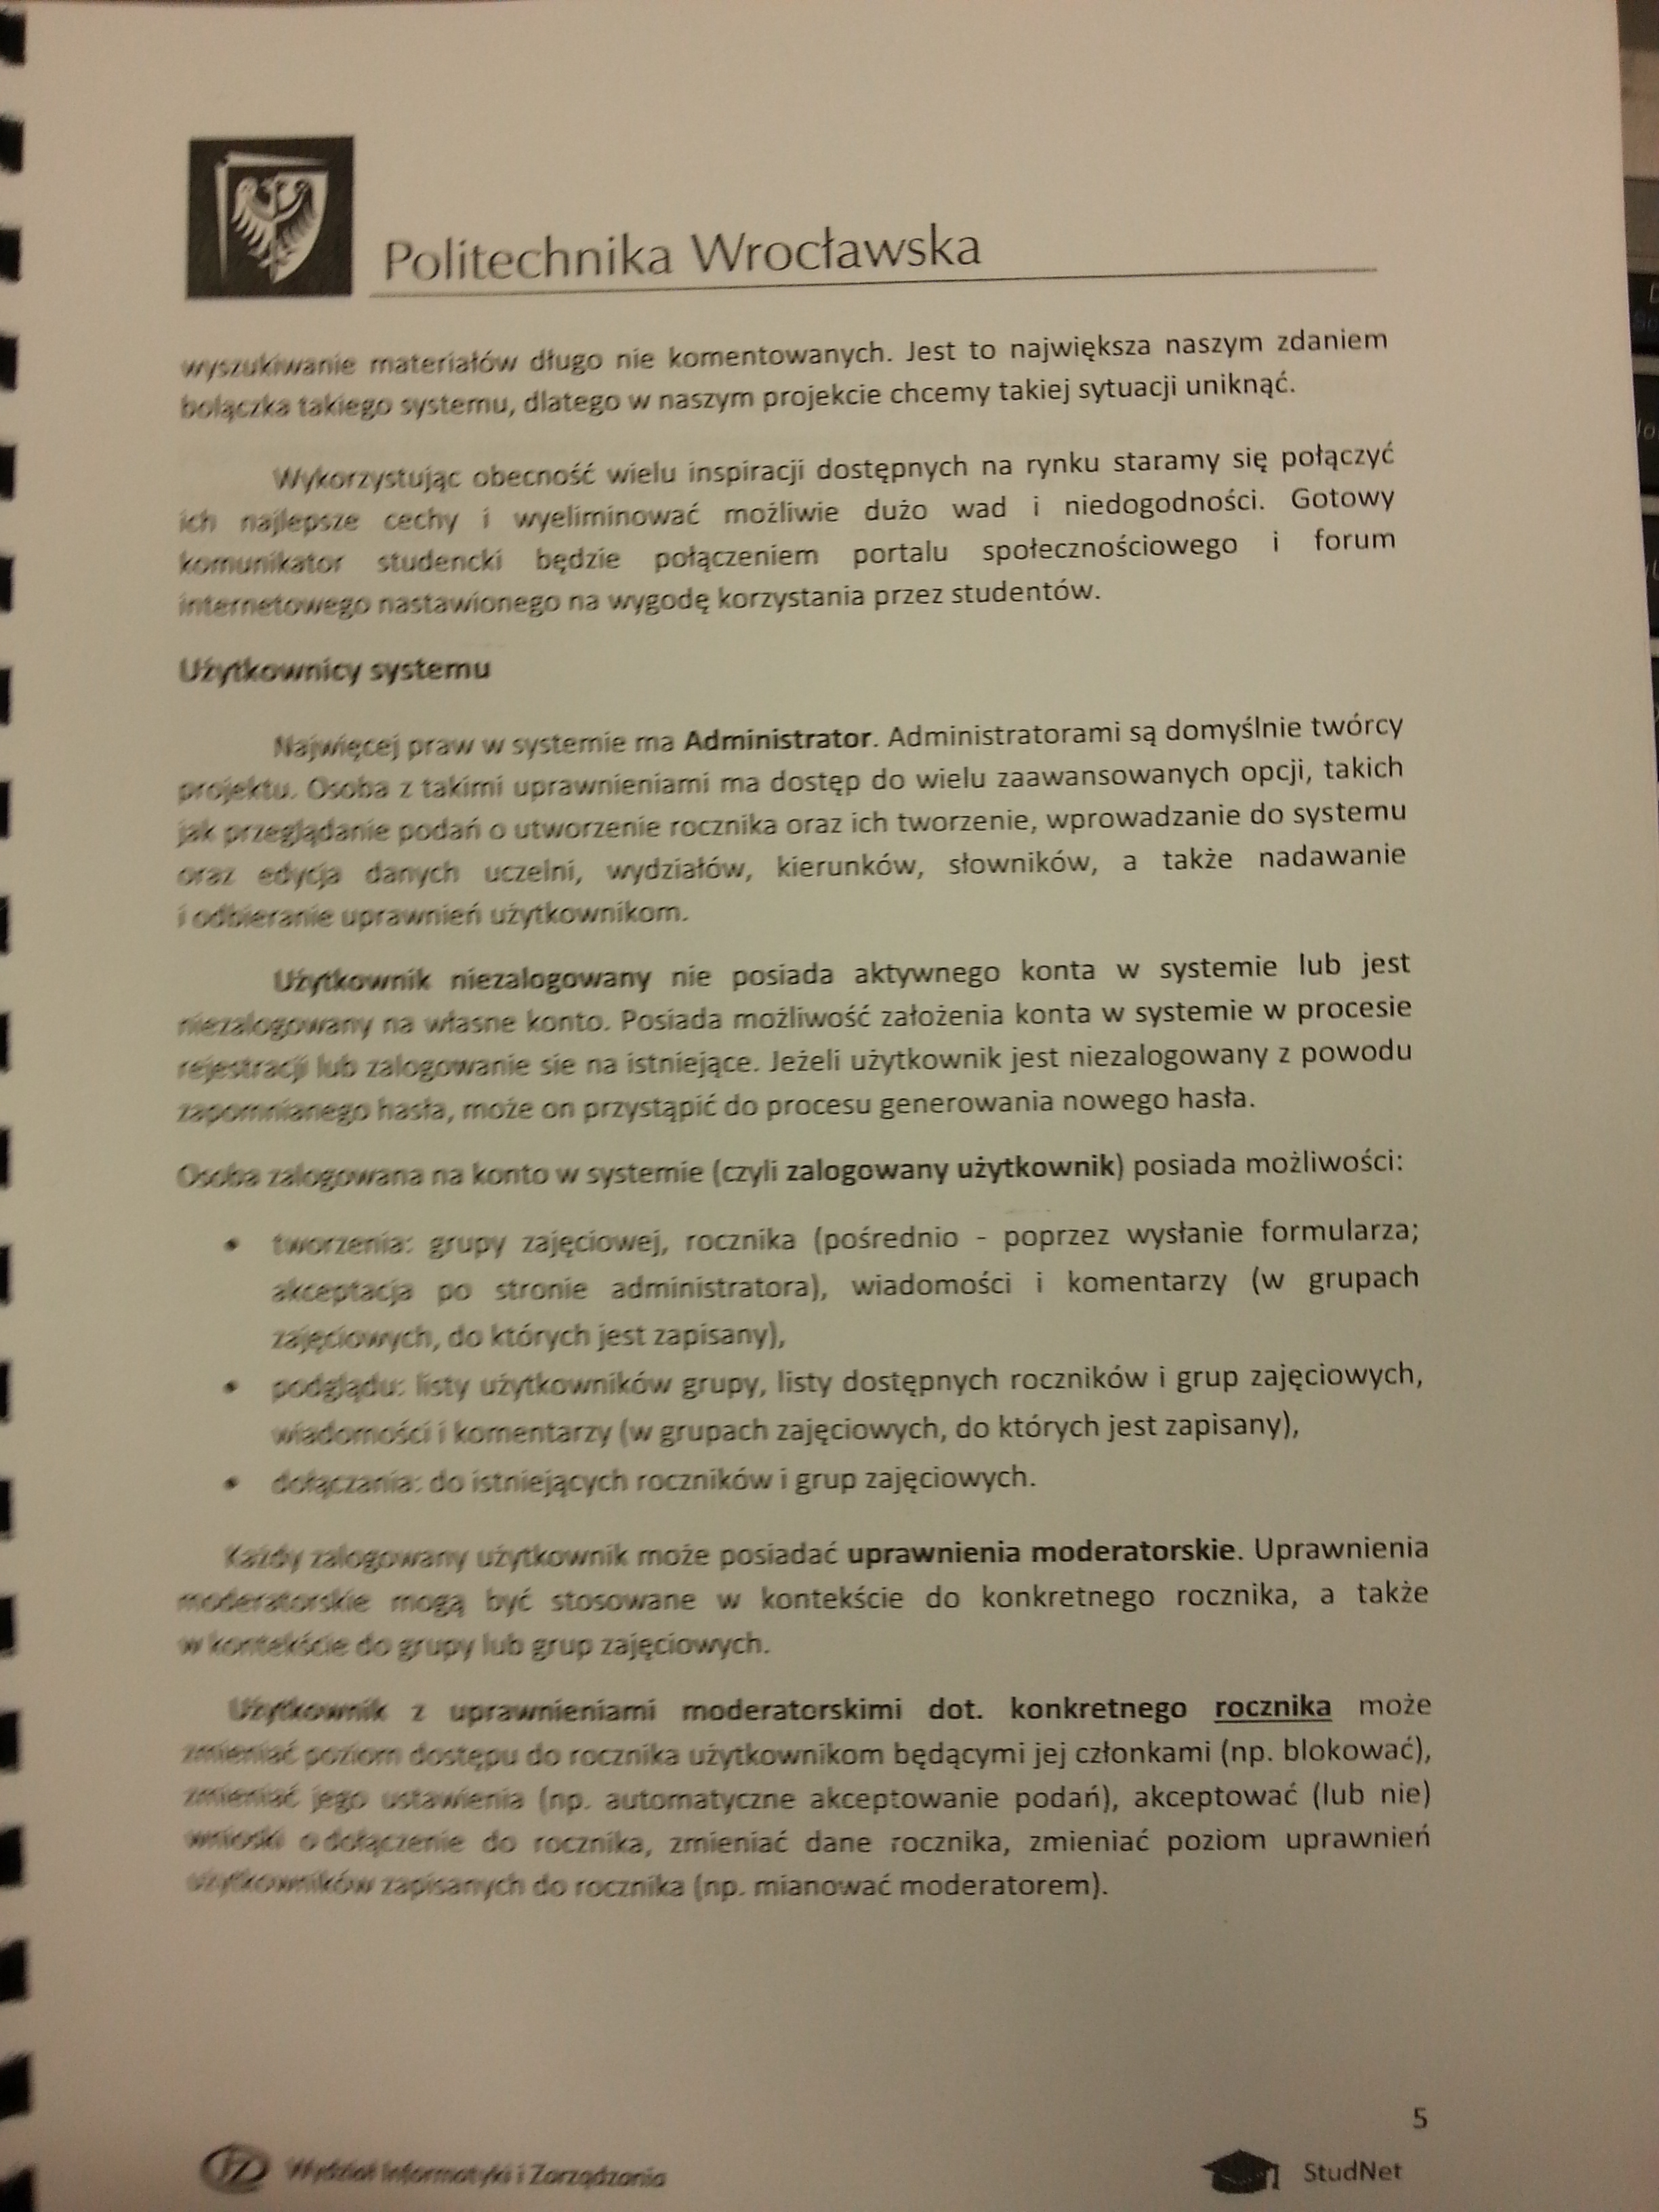 Politechnika Wrocławska
wyszukiwanie materiałów długo nie komentowanych. Jest to największa naszym zdaniem
bolączka takiego systemu, dlatego w naszym projekcie chcemy takiej sytuacji uniknąć.
Wykorzystując obecność wielu inspiracji dostępnych na rynku staramy się połączyć
ich najlepsze cechy i wyeliminować możliwie dużo wad i niedogodności. Gotowy
komunikator studencki będzie połączeniem portalu społecznościowego i forum
internetowego nastawionego na wygodę korzystania przez studentów.
Użytkownicy systemu
Najwięcej praw w systemie ma Administrator. Administratorami są domyślnie twórcy
projektu. Osoba z takimi uprawnieniami ma dostęp do wielu zaawansowanych opcji, takich
jak przeglądanie podań o utworzenie rocznika oraz ich tworzenie, wprowadzanie do systemu
oraz edycja danych uczelni, wydziałów, kierunków, słowników, a także nadawanie
i odbieranie uprawnień użytkownikom.
Użytkownik niezalogowany nie posiada aktywnego konta w systemie lub jest
niezalogowany na własne konto. Posiada możliwość założenia konta w systemie w procesie
rejestracji lub zalogowanie sie na istniejące. Jeżeli użytkownik jest niezalogowany z powodu
zapomnianego hasła, może on przystąpić do procesu generowania nowego hasła.
Osoba zalogowana na konto w systemie (czyli zalogowany użytkownik) posiada możliwości:
• tworzenia: grupy zajęciowej, rocznika (pośrednio - poprzez wysłanie formularza;
akceptacja po stronie administratora), wiadomości i komentarzy (w grupach
zajęciowych, do których jest zapisany),
• podglądu: listy użytkowników grupy, listy dostępnych roczników i grup zajęciowych,
wiadomości i komentarzy (w grupach zajęciowych, do których jest zapisany),
• dołączania: do istniejących roczników i grup zajęciowych.
Każdy zalogowany użytkownik może posiadać uprawnienia moderatorskie. Uprawnienia
moderatorskie mogą być stosowane w kontekście do konkretnego rocznika, a także
w kontekście do grupy lub grup zajęciowych.
Użytkownik z uprawnieniami moderatorskimi dot. konkretnego rocznika może
zmieniać poziom dostępu do rocznika użytkownikom będącymi jej członkami (np. blokować),
zmieniać jego ustawienia (np. automatyczne akceptowanie podań), akceptować (lub nie)
wnioski o dołączenie do rocznika, zmieniać dane rocznika, zmieniać poziom uprawnień
użytkowników zapisanych do rocznika (np. mianować moderatorem).
5
Wydział Informatyki i Zarządzania
StudNet